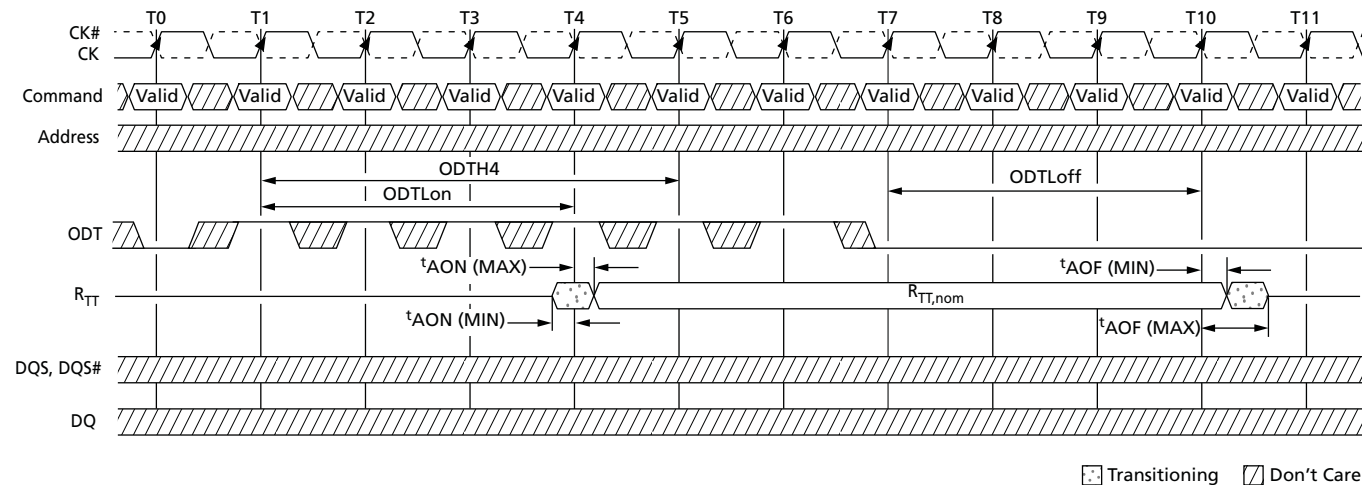 T0 T1 T2 T3 T4 T5 T6 T7 T8 T9 T10 T11
CK#
CK
Command Valid Valid Valid Valid Valid Valid Valid Valid Valid Valid Valid Valid
Address
ODTH4
ODTLoff
ODTLon
ODT
tAON (MAX) tAOF (MIN)
RTT RTT,nom
tAON (MIN) tAOF (MAX)
DQS, DQS#
DQ
Transitioning Don't Care